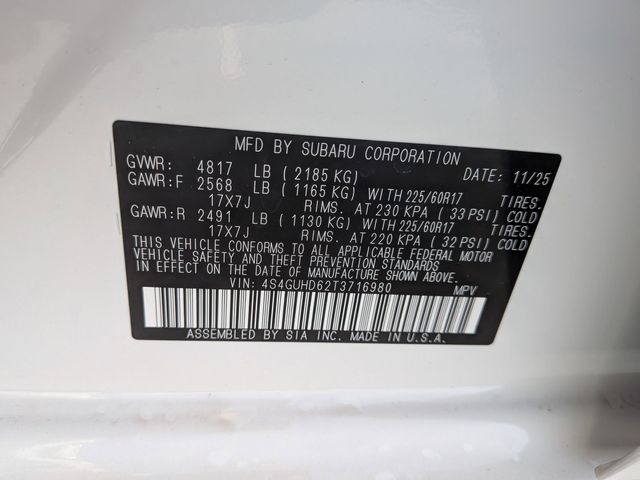 MFD BY SUBARU CORPORATION
GVWR: 4817 LB ( 2185 KG) DATE: 11/25
GAWR:F 2568 LB ( 1165 KG) WITH 225/60R17 TIRES.
17X7J RIMS. AT 230 KPA ( 33 PSI) COLD
GAWR:R 2491 LB ( 1130 KG) WITH 225/60R17 TIRES.
17X7J RIMS. AT 220 KPA ( 32 PSI) COLD
THIS VEHICLE CONFORMS TO ALL APPLICABLE FEDERAL MOTOR
VEHICLE SAFETY AND THEFT PREVENTION STANDARDS
IN EFFECT ON THE DATE OF MANUFACTURE SHOWN ABOVE.
VIN: 4S4GUHD62T3716980 MPV
ASSEMBLED BY SIA INC. MADE IN U.S.A.